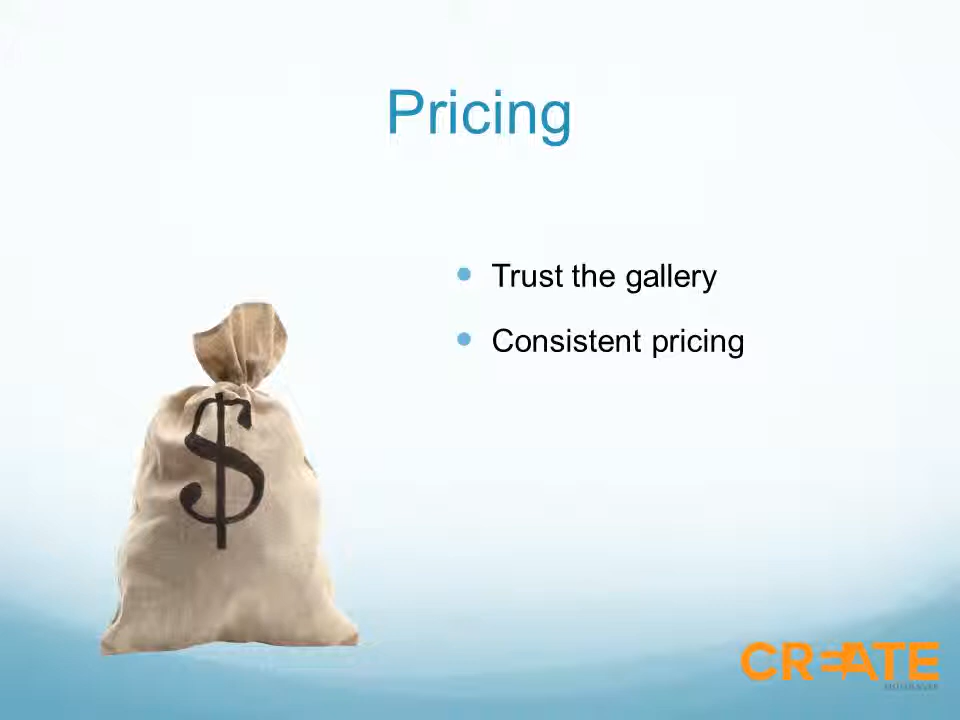 Pricing
Trust the gallery
Consistent pricing
$
CREATE